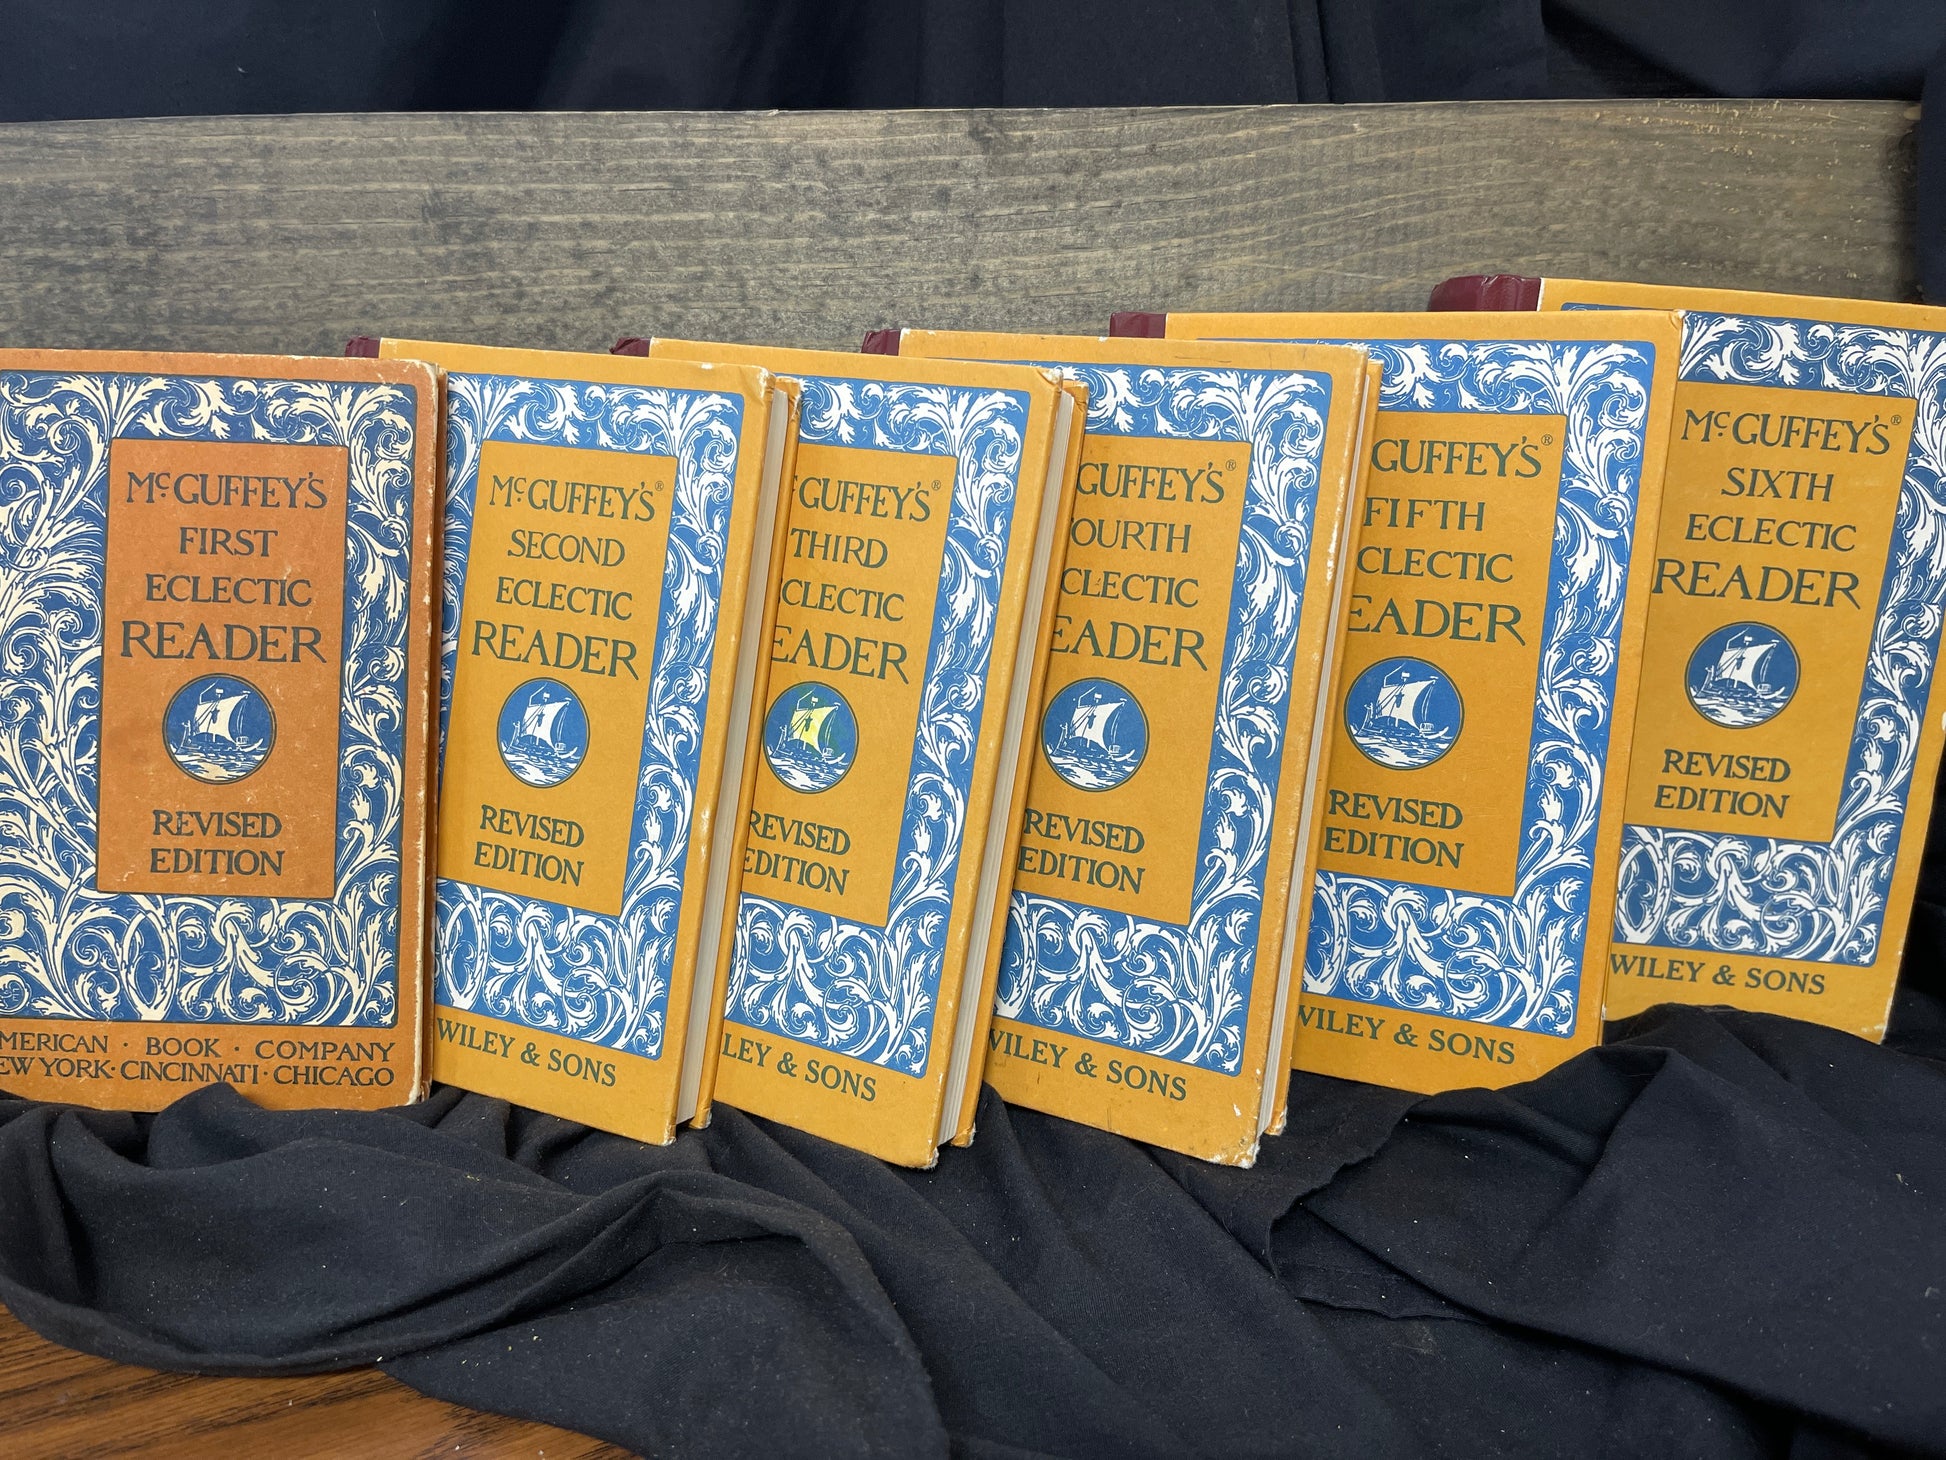 McGUFFEY'S
FIRST
ECLECTIC
READER
REVISED
EDITION
MERICAN · BOOK · COMPANY
EW YORK · CINCINNATI · CHICAGO
McGUFFEY'S®
SECOND
ECLECTIC
READER
REVISED
EDITION
WILEY & SONS
GUFFEY'S®
THIRD
CLECTIC
EADER
REVISED
EDITION
LEY & SONS
GUFFEY'S®
OURTH
CLECTIC
EADER
REVISED
EDITION
WILEY & SONS
GUFFEY'S®
FIFTH
CLECTIC
EADER
REVISED
EDITION
WILEY & SONS
McGUFFEY'S®
SIXTH
ECLECTIC
READER
REVISED
EDITION
WILEY & SONS